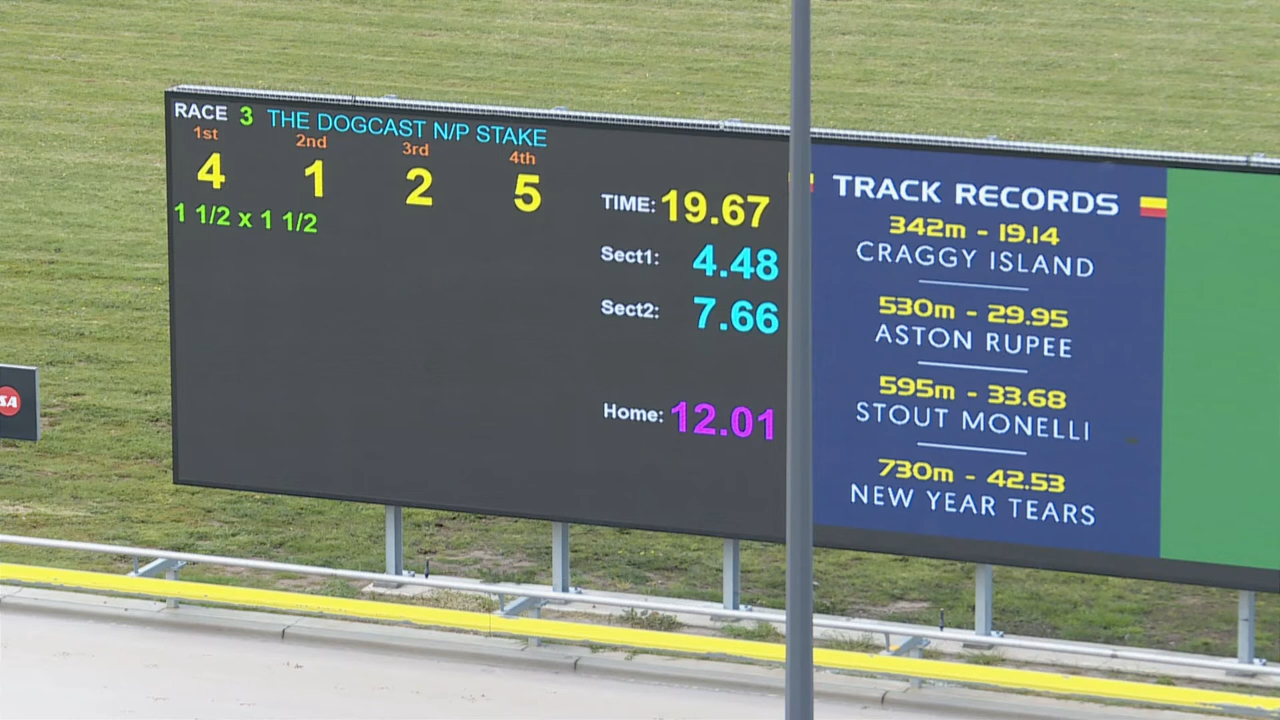 RACE 3 THE DOGCAST N/P STAKE
1st 2nd 3rd 4th
4 1 2 5
1 1/2 x 1 1/2
TIME: 19.67
Sect1: 4.48
Sect2: 7.66
Home: 12.01
TRACK RECORDS
342m - 19.14
CRAGGY ISLAND
530m - 29.95
ASTON RUPEE
595m - 33.68
STOUT MONELLI
730m - 42.53
NEW YEAR TEARS
SA